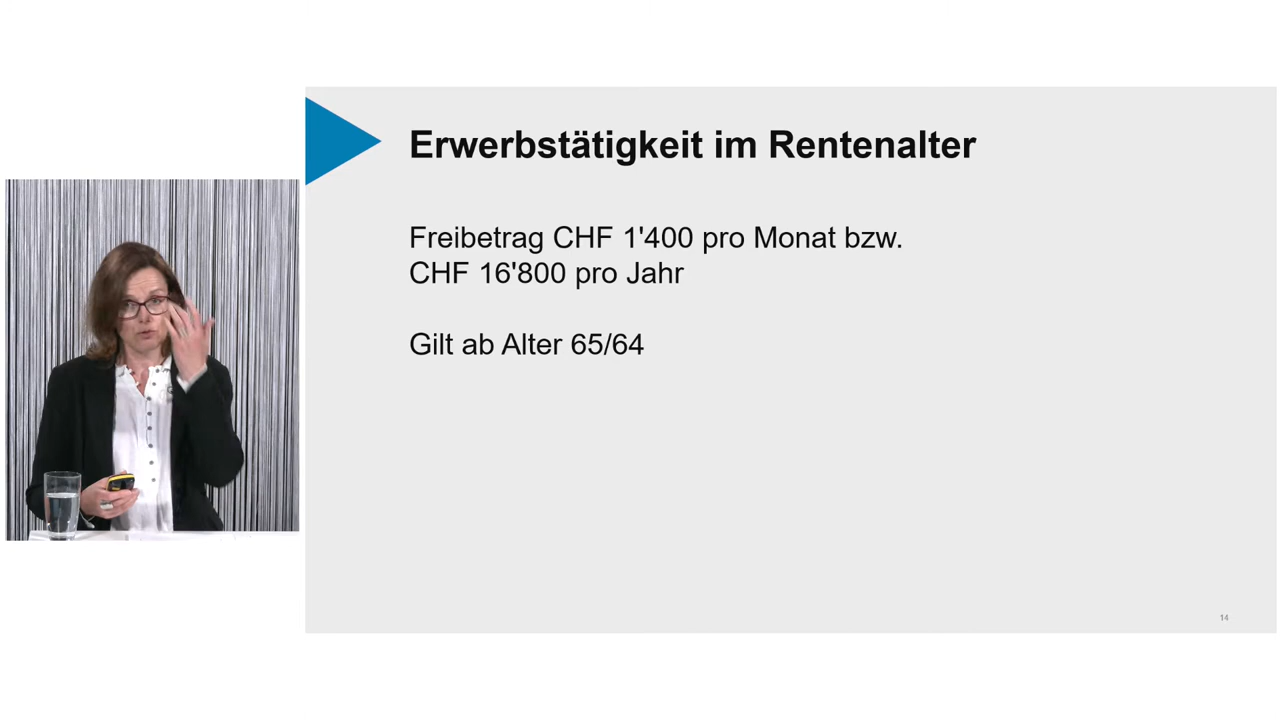 Erwerbstätigkeit im Rentenalter
Freibetrag CHF 1'400 pro Monat bzw.
CHF 16'800 pro Jahr
Gilt ab Alter 65/64
14